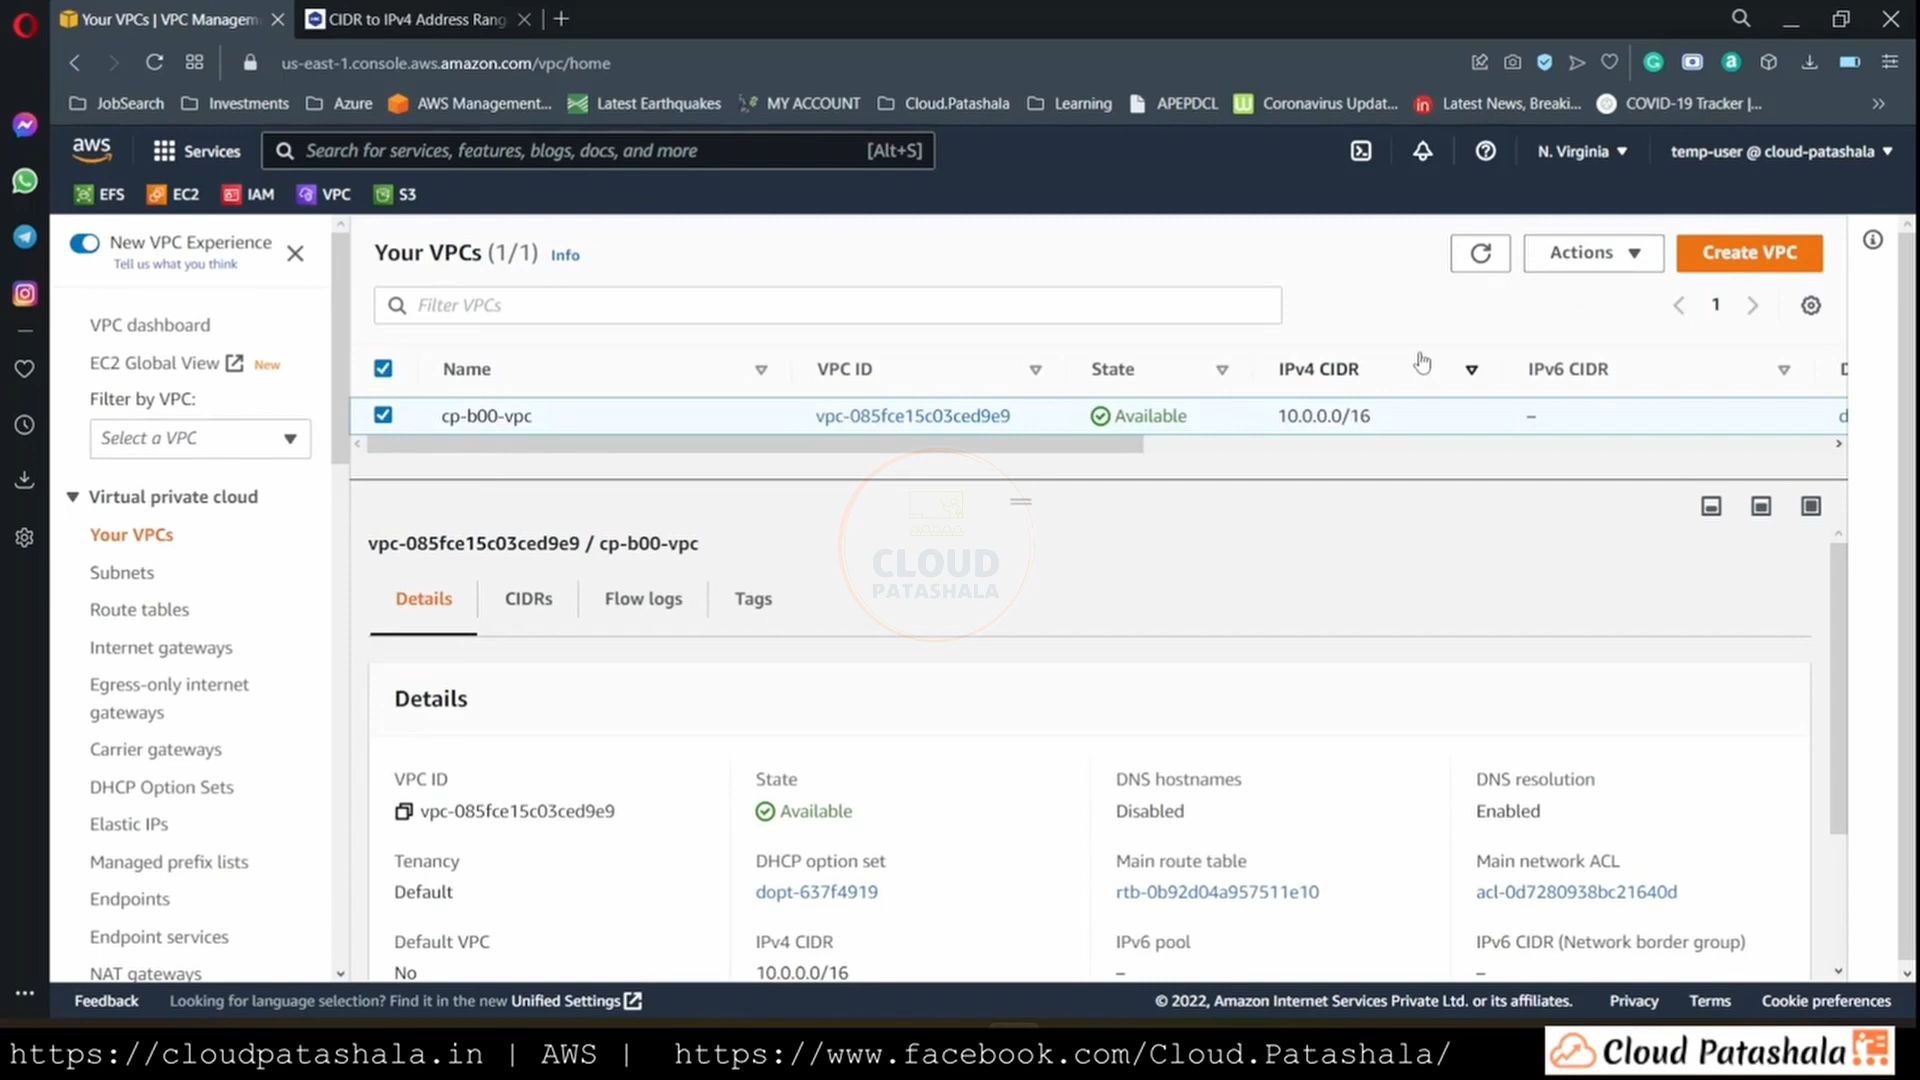 Your VPCs | VPC Managem
CIDR to IPv4 Address Rang
us-east-1.console.aws.amazon.com/vpc/home
JobSearch
Investments
Azure
AWS Management...
Latest Earthquakes
MY ACCOUNT
Cloud.Patashala
Learning
APEPDCL
Coronavirus Updat...
Latest News, Breaki...
COVID-19 Tracker |...
aws
Services
Search for services, features, blogs, docs, and more
[Alt+S]
N. Virginia
temp-user @ cloud-patashala
EFS
EC2
IAM
VPC
S3
New VPC Experience
Tell us what you think
VPC dashboard
EC2 Global View
New
Filter by VPC:
Select a VPC
Virtual private cloud
Your VPCs
Subnets
Route tables
Internet gateways
Egress-only internet
gateways
Carrier gateways
DHCP Option Sets
Elastic IPs
Managed prefix lists
Endpoints
Endpoint services
NAT gateways
Your VPCs (1/1) Info
Actions
Create VPC
Filter VPCs
1
Name
VPC ID
State
IPv4 CIDR
IPv6 CIDR
cp-b00-vpc
vpc-085fce15c03ced9e9
Available
10.0.0.0/16
–
vpc-085fce15c03ced9e9 / cp-b00-vpc
CLOUD
PATASHALA
Details
CIDRs
Flow logs
Tags
Details
VPC ID
vpc-085fce15c03ced9e9
State
Available
DNS hostnames
Disabled
DNS resolution
Enabled
Tenancy
Default
DHCP option set
dopt-637f4919
Main route table
rtb-0b92d04a957511e10
Main network ACL
acl-0d7280938bc21640d
Default VPC
No
IPv4 CIDR
10.0.0.0/16
IPv6 pool
–
IPv6 CIDR (Network border group)
–
Feedback
Looking for language selection? Find it in the new Unified Settings
© 2022, Amazon Internet Services Private Ltd. or its affiliates.
Privacy
Terms
Cookie preferences
https://cloudpatashala.in | AWS | https://www.facebook.com/Cloud.Patashala/
Cloud Patashala